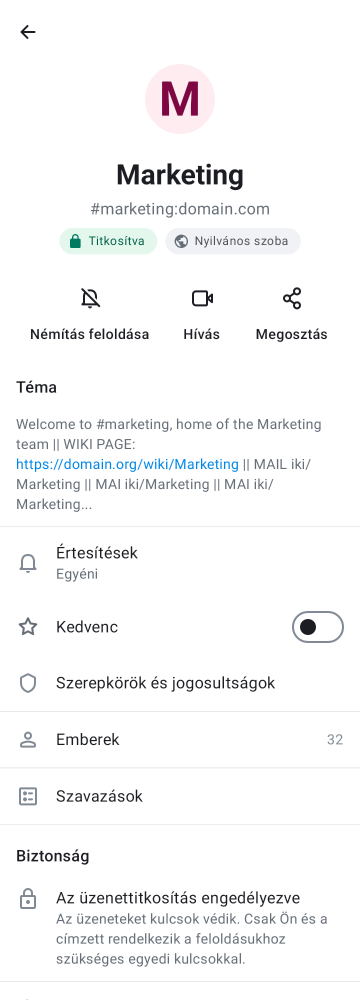 M
Marketing
#marketing:domain.com
Titkosítva
Nyilvános szoba
Némítás feloldása
Hívás
Megosztás
Téma
Welcome to #marketing, home of the Marketing
team || WIKI PAGE:
https://domain.org/wiki/Marketing || MAIL iki/
Marketing || MAI iki/Marketing || MAI iki/
Marketing...
Értesítések
Egyéni
Kedvenc
Szerepkörök és jogosultságok
Emberek
32
Szavazások
Biztonság
Az üzenettitkosítás engedélyezve
Az üzeneteket kulcsok védik. Csak Ön és a
címzett rendelkezik a feloldásukhoz
szükséges egyedi kulcsokkal.